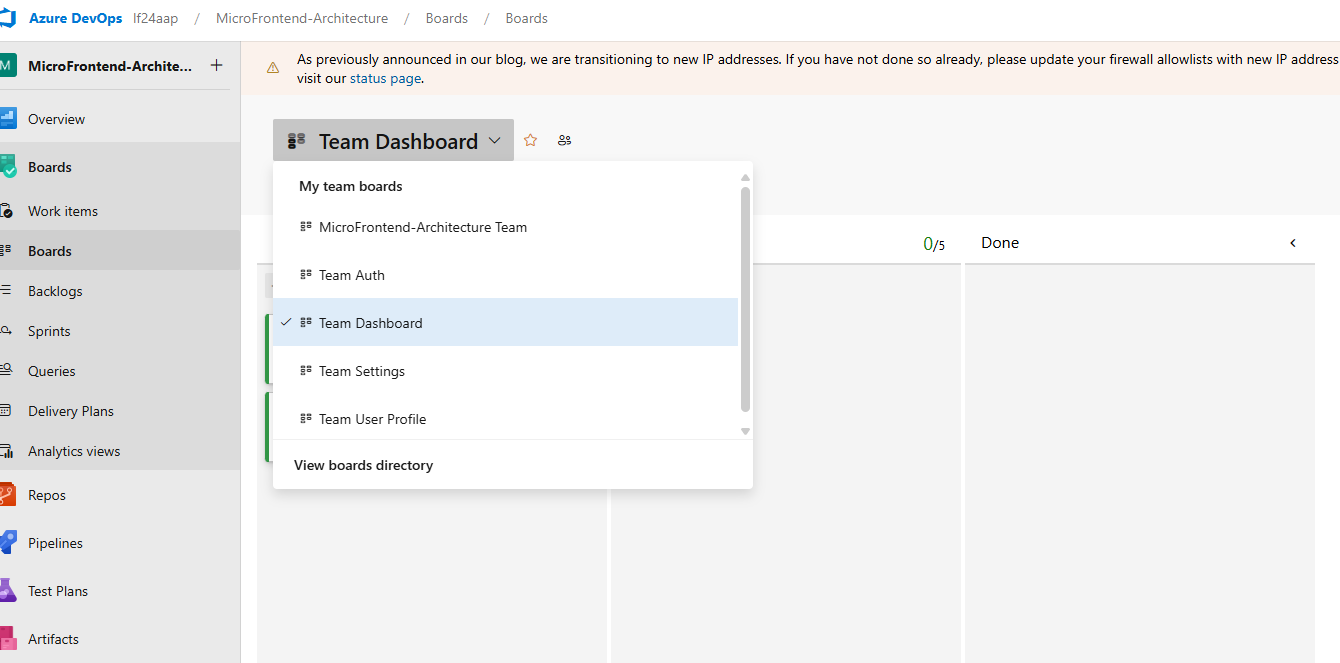 Azure DevOps lf24aap / MicroFrontend-Architecture / Boards / Boards
M MicroFrontend-Archite... +
As previously announced in our blog, we are transitioning to new IP addresses. If you have not done so already, please update your firewall allowlists with new IP address
visit our status page.
Overview
Boards
Work items
Boards
Backlogs
Sprints
Queries
Delivery Plans
Analytics views
Repos
Pipelines
Test Plans
Artifacts
Team Dashboard
My team boards
MicroFrontend-Architecture Team
Team Auth
Team Dashboard
Team Settings
Team User Profile
View boards directory
0/5
Done